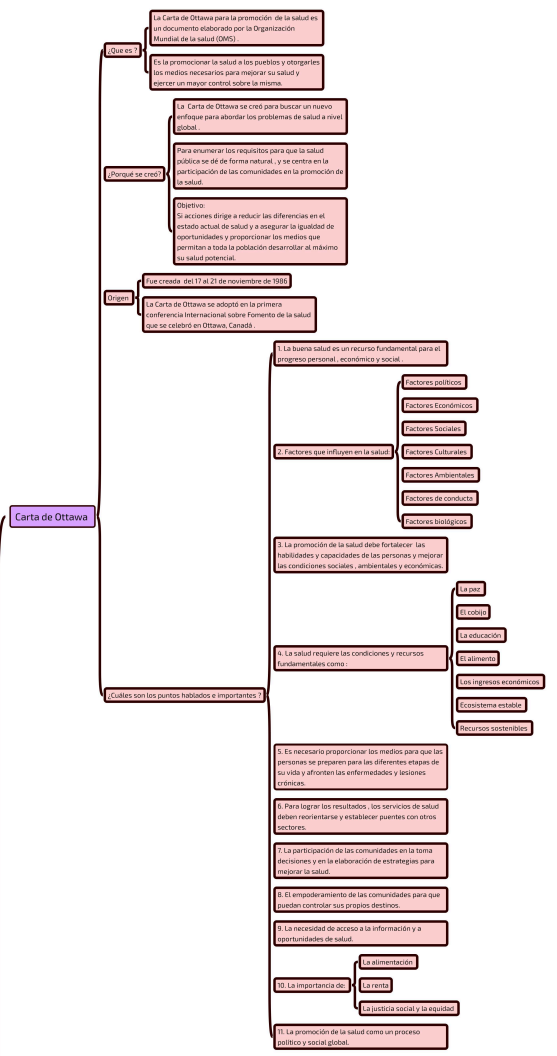 Carta de Ottawa
¿Que es ?
La Carta de Ottawa para la promoción de la salud es
un documento elaborado por la Organización
Mundial de la salud (OMS) .
Es la promocionar la salud a los pueblos y otorgarles
los medios necesarios para mejorar su salud y
ejercer un mayor control sobre la misma.
¿Porqué se creó?
La Carta de Ottawa se creó para buscar un nuevo
enfoque para abordar los problemas de salud a nivel
global .
Para enumerar los requisitos para que la salud
pública se dé de forma natural , y se centra en la
participación de las comunidades en la promoción de
la salud.
Objetivo:
Si acciones dirige a reducir las diferencias en el
estado actual de salud y a asegurar la igualdad de
oportunidades y proporcionar los medios que
permitan a toda la población desarrollar al máximo
su salud potencial.
Origen
Fue creada del 17 al 21 de noviembre de 1986
La Carta de Ottawa se adoptó en la primera
conferencia Internacional sobre Fomento de la salud
que se celebró en Ottawa, Canadá .
¿Cuáles son los puntos hablados e importantes ?
1. La buena salud es un recurso fundamental para el
progreso personal , económico y social .
2. Factores que influyen en la salud:
Factores políticos
Factores Económicos
Factores Sociales
Factores Culturales
Factores Ambientales
Factores de conducta
Factores biológicos
3. La promoción de la salud debe fortalecer las
habilidades y capacidades de las personas y mejorar
las condiciones sociales , ambientales y económicas.
4. La salud requiere las condiciones y recursos
fundamentales como :
La paz
El cobijo
La educación
El alimento
Los ingresos económicos
Ecosistema estable
Recursos sostenibles
5. Es necesario proporcionar los medios para que las
personas se preparen para las diferentes etapas de
su vida y afronten las enfermedades y lesiones
crónicas.
6. Para lograr los resultados , los servicios de salud
deben reorientarse y establecer puentes con otros
sectores.
7. La participación de las comunidades en la toma
decisiones y en la elaboración de estrategias para
mejorar la salud.
8. El empoderamiento de las comunidades para que
puedan controlar sus propios destinos.
9. La necesidad de acceso a la información y a
oportunidades de salud.
10. La importancia de:
La alimentación
La renta
La justicia social y la equidad
11. La promoción de la salud como un proceso
político y social global.